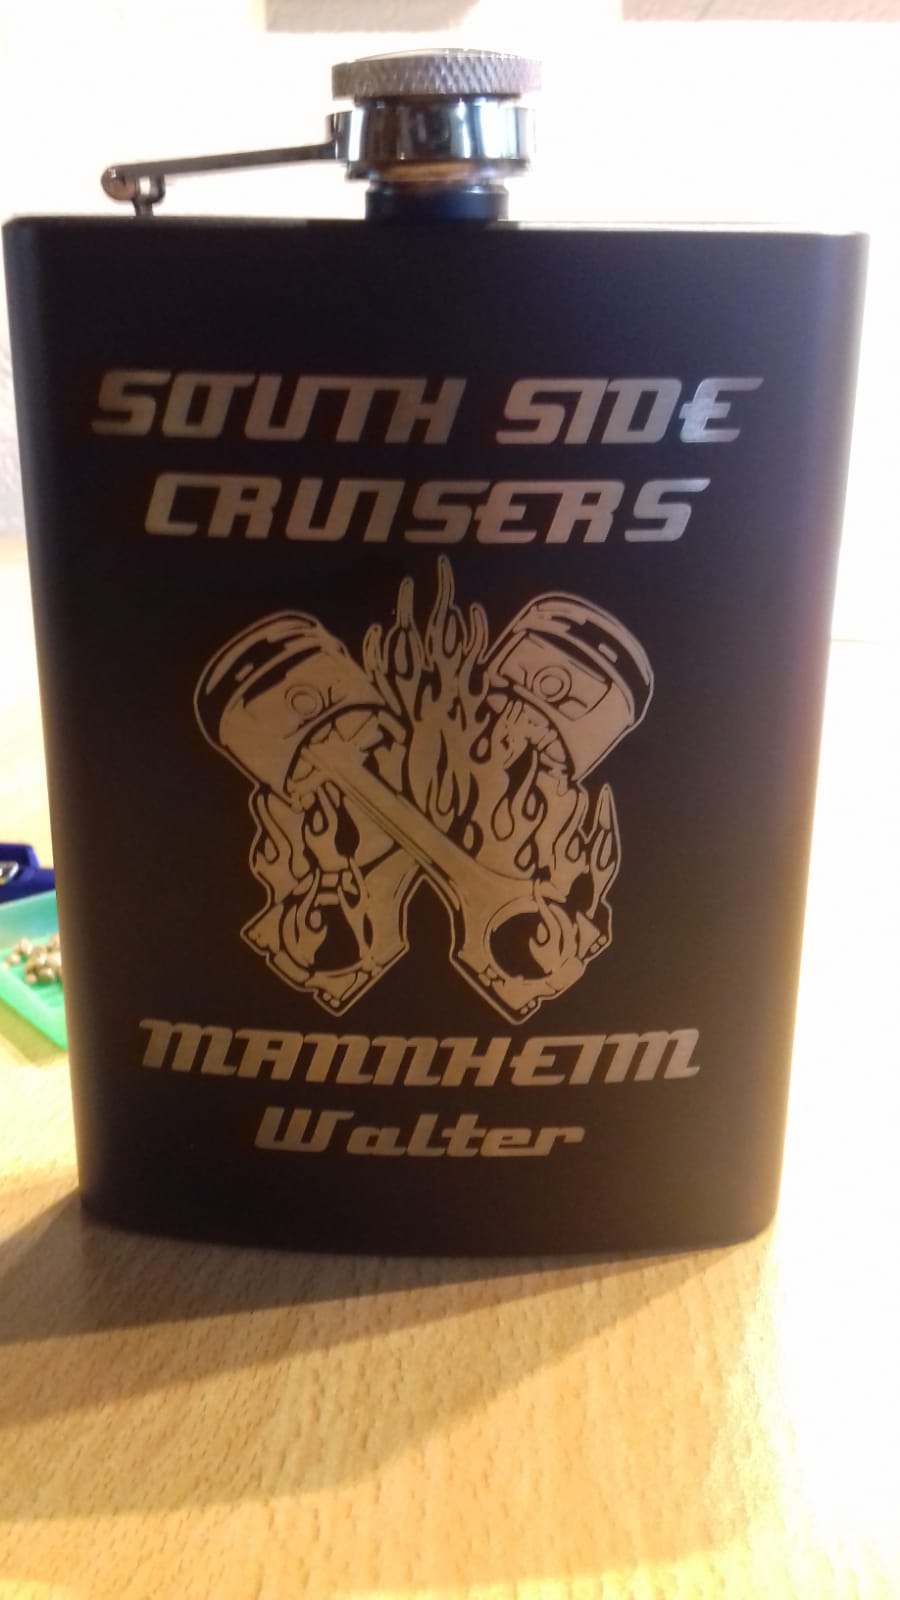 SOUTH SIDE
CRUISERS
MANNHEIM
Walter